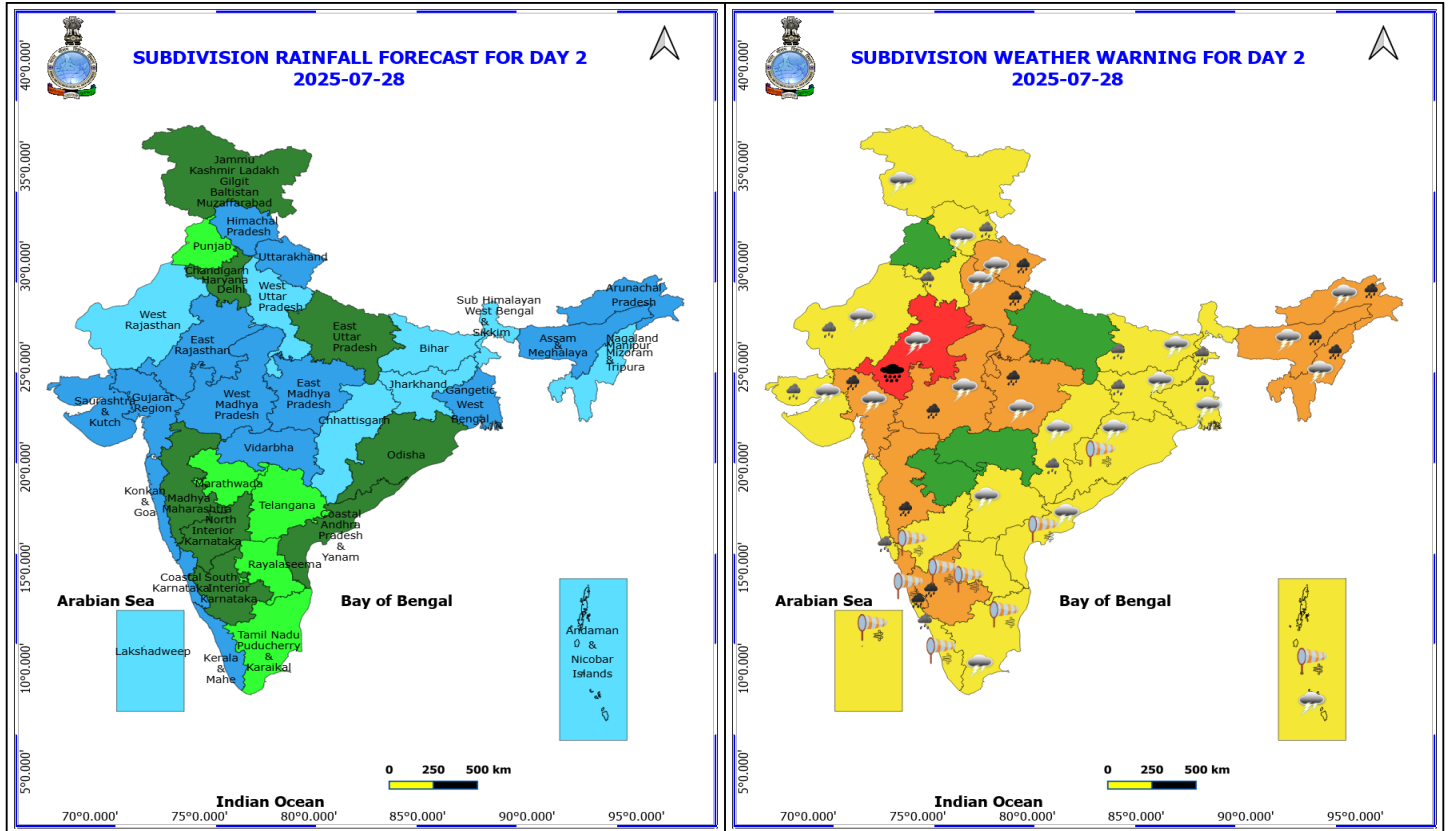 SUBDIVISION RAINFALL FORECAST FOR DAY 2
2025-07-28
40°0.000'
35°0.000'
30°0.000'
25°0.000'
20°0.000'
15°0.000'
10°0.000'
5°0.000'
Jammu
Kashmir Ladakh
Gilgit
Baltistan
Muzaffarabad
Himachal
Pradesh
Punjab
Uttarakhand
Chandigarh
Haryana
Delhi
West
Uttar
Pradesh
West
Rajasthan
East
Rajasthan
East
Uttar
Pradesh
Sub Himalayan
West Bengal
&
Sikkim
Arunachal
Pradesh
Assam
&
Meghalaya
Nagaland
Manipur
Mizoram
&
Tripura
Bihar
Jharkhand
Gangetic
West
Bengal
Saurashtra
&
Kutch
Gujarat
Region
West
Madhya
Pradesh
East
Madhya
Pradesh
Chhattisgarh
Vidarbha
Odisha
Konkan
&
Goa
Madhya
Maharashtra
Marathwada
Telangana
North
Interior
Karnataka
Coastal
Andhra
Pradesh
&
Yanam
Rayalaseema
Coastal
Karnataka
South
Interior
Karnataka
Arabian Sea
Bay of Bengal
Lakshadweep
Kerala
&
Mahe
Tamil Nadu
Puducherry
&
Karaikal
Andaman
&
Nicobar
Islands
0 250 500 km
Indian Ocean
70°0.000' 75°0.000' 80°0.000' 85°0.000' 90°0.000' 95°0.000'
SUBDIVISION WEATHER WARNING FOR DAY 2
2025-07-28
40°0.000'
35°0.000'
30°0.000'
25°0.000'
20°0.000'
15°0.000'
10°0.000'
5°0.000'
Arabian Sea
Bay of Bengal
0 250 500 km
Indian Ocean
70°0.000' 75°0.000' 80°0.000' 85°0.000' 90°0.000' 95°0.000'